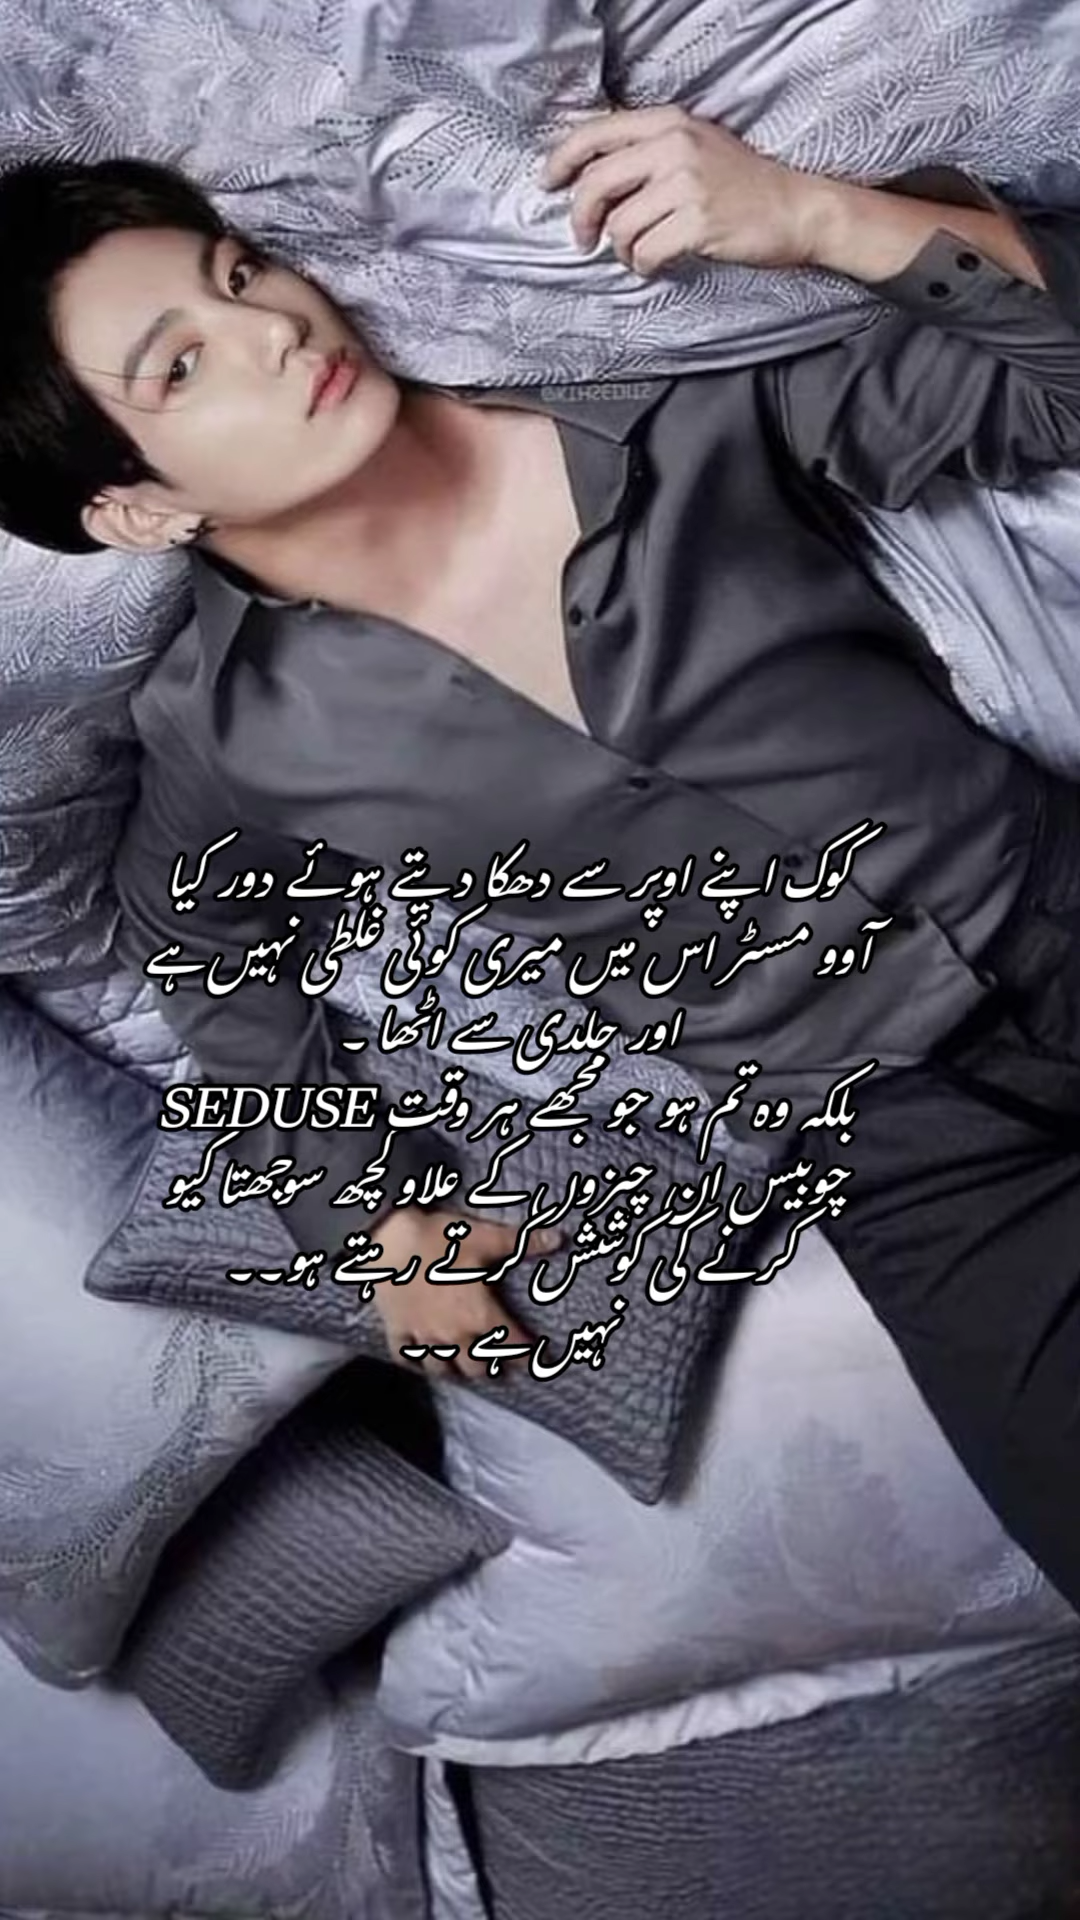 @KTHSEDITS
کوک اپنے اوپر سے دھکا دیتے ہوئے دور کیا
آوو مسٹر اس میں میری کوئی غلطی نہیں ہے
اور جلدی سے اٹھا ۔
بلکہ وہ تم ہو جو مجھے ہر وقت SEDUSE
چوبیس ان چیزوں کے علاو کچھ سوجھتا کیو
کرنے کی کوشش کرتے رہتے ہو۔۔
نہیں ہے ۔۔